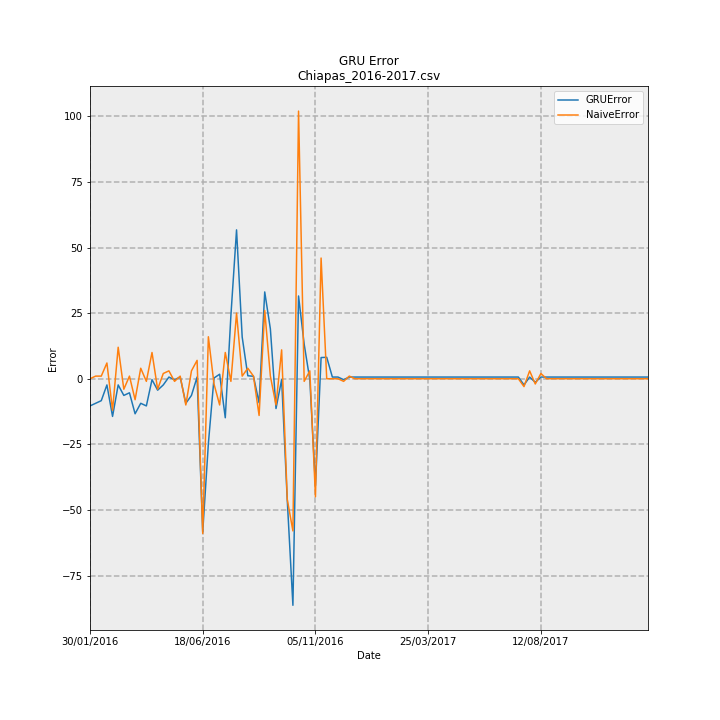 GRU Error
Chiapas_2016-2017.csv
GRUError
NaiveError
100
75
50
25
0
−25
−50
−75
Error
30/01/2016
18/06/2016
05/11/2016
25/03/2017
12/08/2017
Date